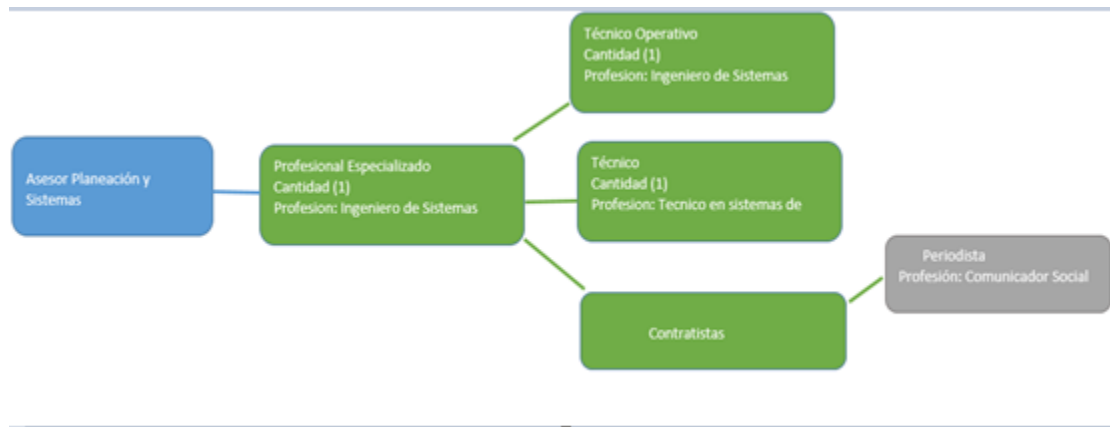 Asesor Planeación y
Sistemas
Profesional Especializado
Cantidad (1)
Profesion: Ingeniero de Sistemas
Técnico Operativo
Cantidad (1)
Profesion: Ingeniero de Sistemas
Técnico
Cantidad (1)
Profesion: Tecnico en sistemas de
Contratistas
Periodista
Profesión: Comunicador Social